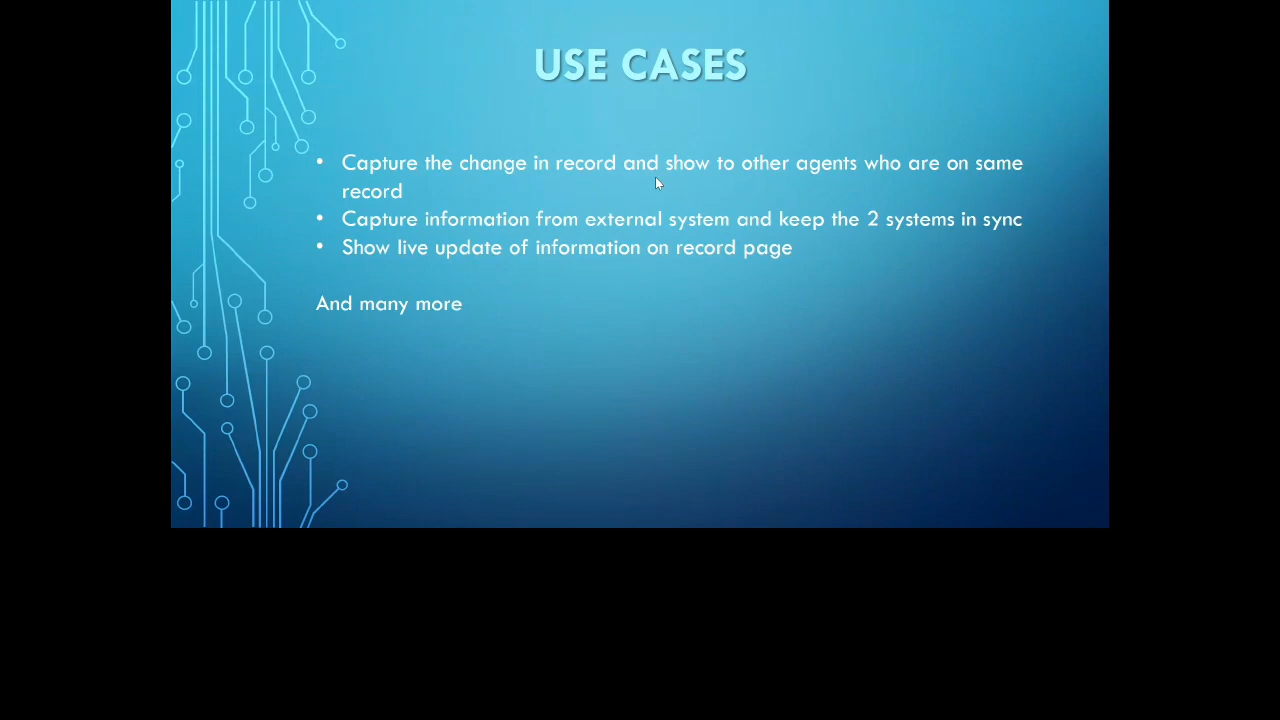 USE CASES
• Capture the change in record and show to other agents who are on same
record
• Capture information from external system and keep the 2 systems in sync
• Show live update of information on record page
And many more